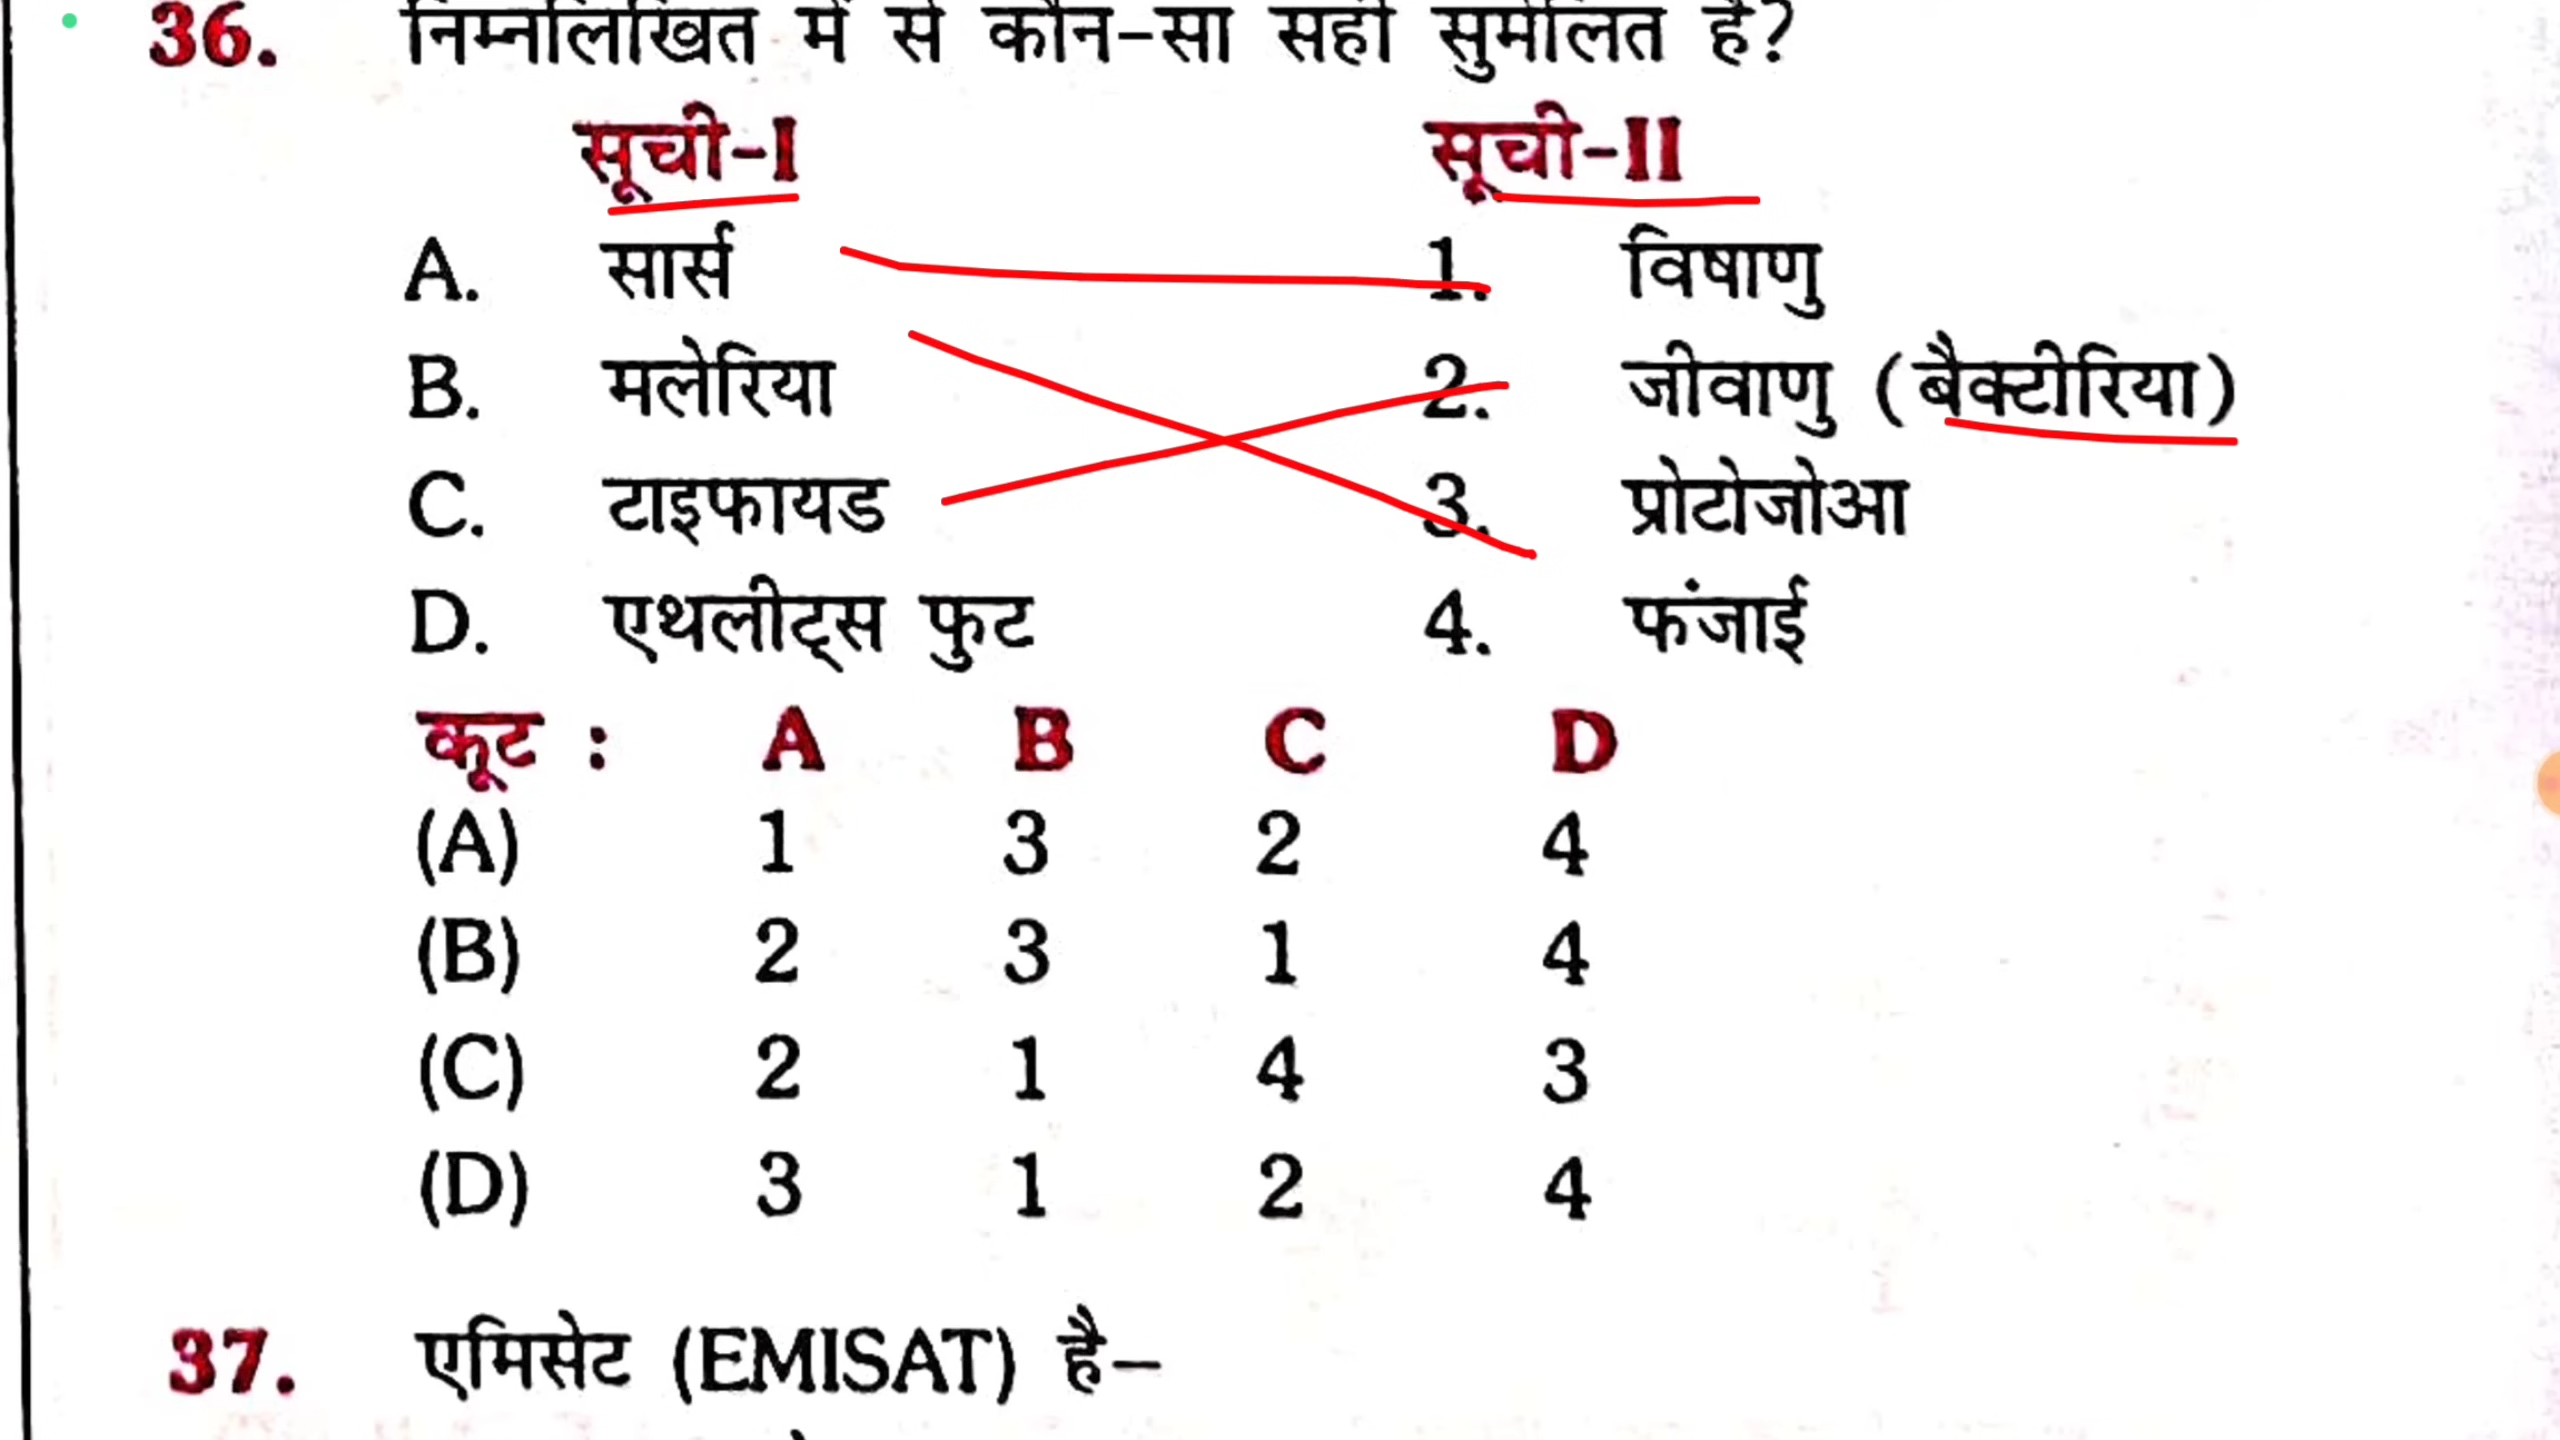 36. निम्नलिखित में से कौन-सा सही सुमेलित है?
सूची-I सूची-II
A. सार्स 1. विषाणु
B. मलेरिया 2. जीवाणु (बैक्टीरिया)
C. टाइफायड 3. प्रोटोजोआ
D. एथलीट्स फुट 4. फंजाई
कूट : A B C D
(A) 1 3 2 4
(B) 2 3 1 4
(C) 2 1 4 3
(D) 3 1 2 4
37. एमिसेट (EMISAT) है–